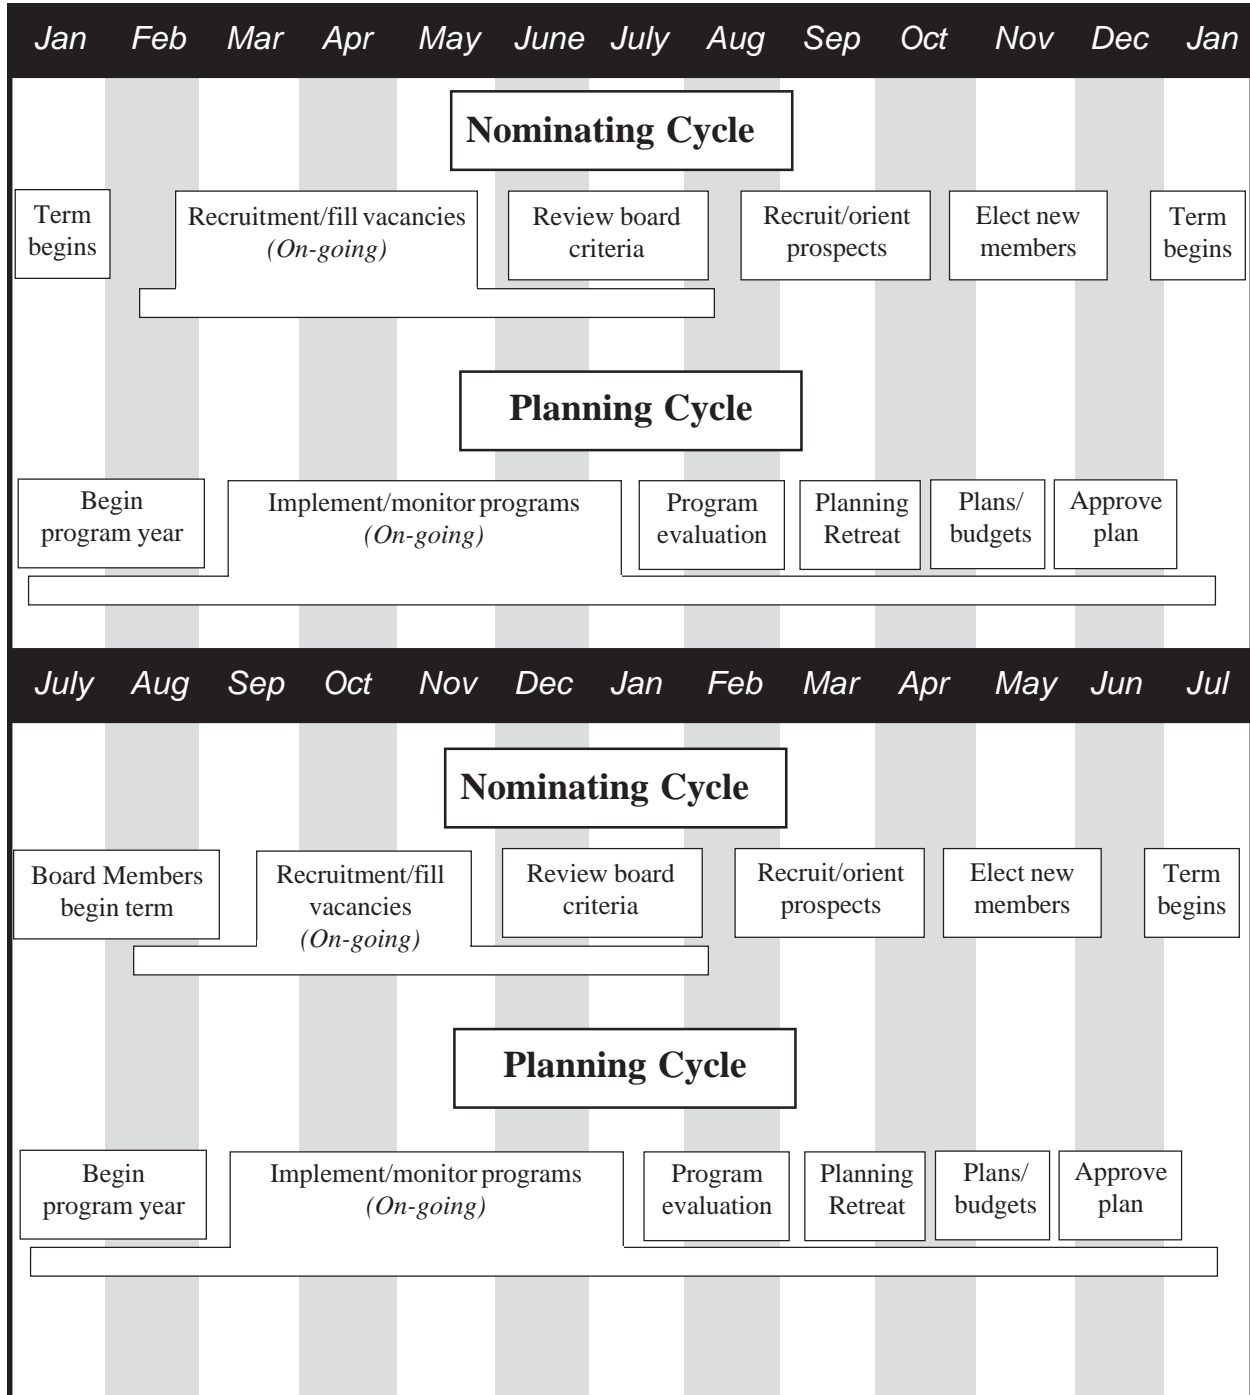 Jan Feb Mar Apr May June July Aug Sep Oct Nov Dec Jan
Nominating Cycle
Term
begins
Recruitment/fill vacancies
(On-going)
Review board
criteria
Recruit/orient
prospects
Elect new
members
Term
begins
Planning Cycle
Begin
program year
Implement/monitor programs
(On-going)
Program
evaluation
Planning
Retreat
Plans/
budgets
Approve
plan
July Aug Sep Oct Nov Dec Jan Feb Mar Apr May Jun Jul
Nominating Cycle
Board Members
begin term
Recruitment/fill
vacancies
(On-going)
Review board
criteria
Recruit/orient
prospects
Elect new
members
Term
begins
Planning Cycle
Begin
program year
Implement/monitor programs
(On-going)
Program
evaluation
Planning
Retreat
Plans/
budgets
Approve
plan